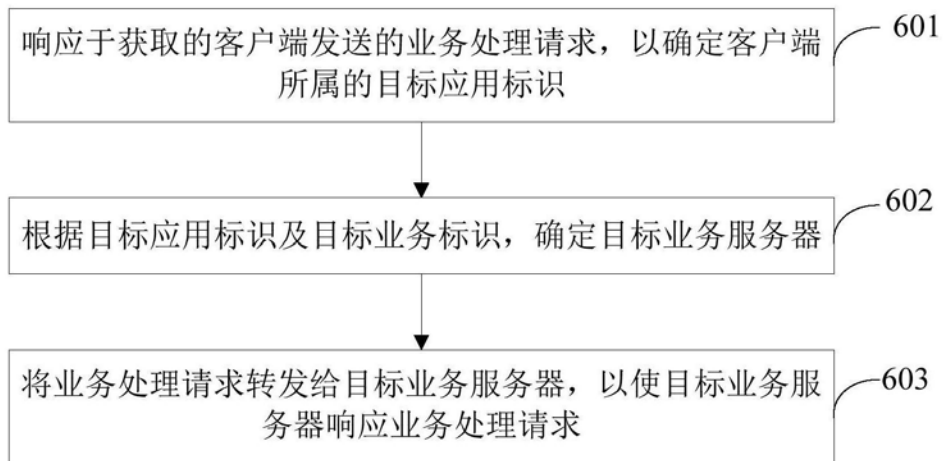 响应于获取的客户端发送的业务处理请求，以确定客户端
所属的目标应用标识
601
根据目标应用标识及目标业务标识，确定目标业务服务器
602
将业务处理请求转发给目标业务服务器，以使目标业务服
务器响应业务处理请求
603